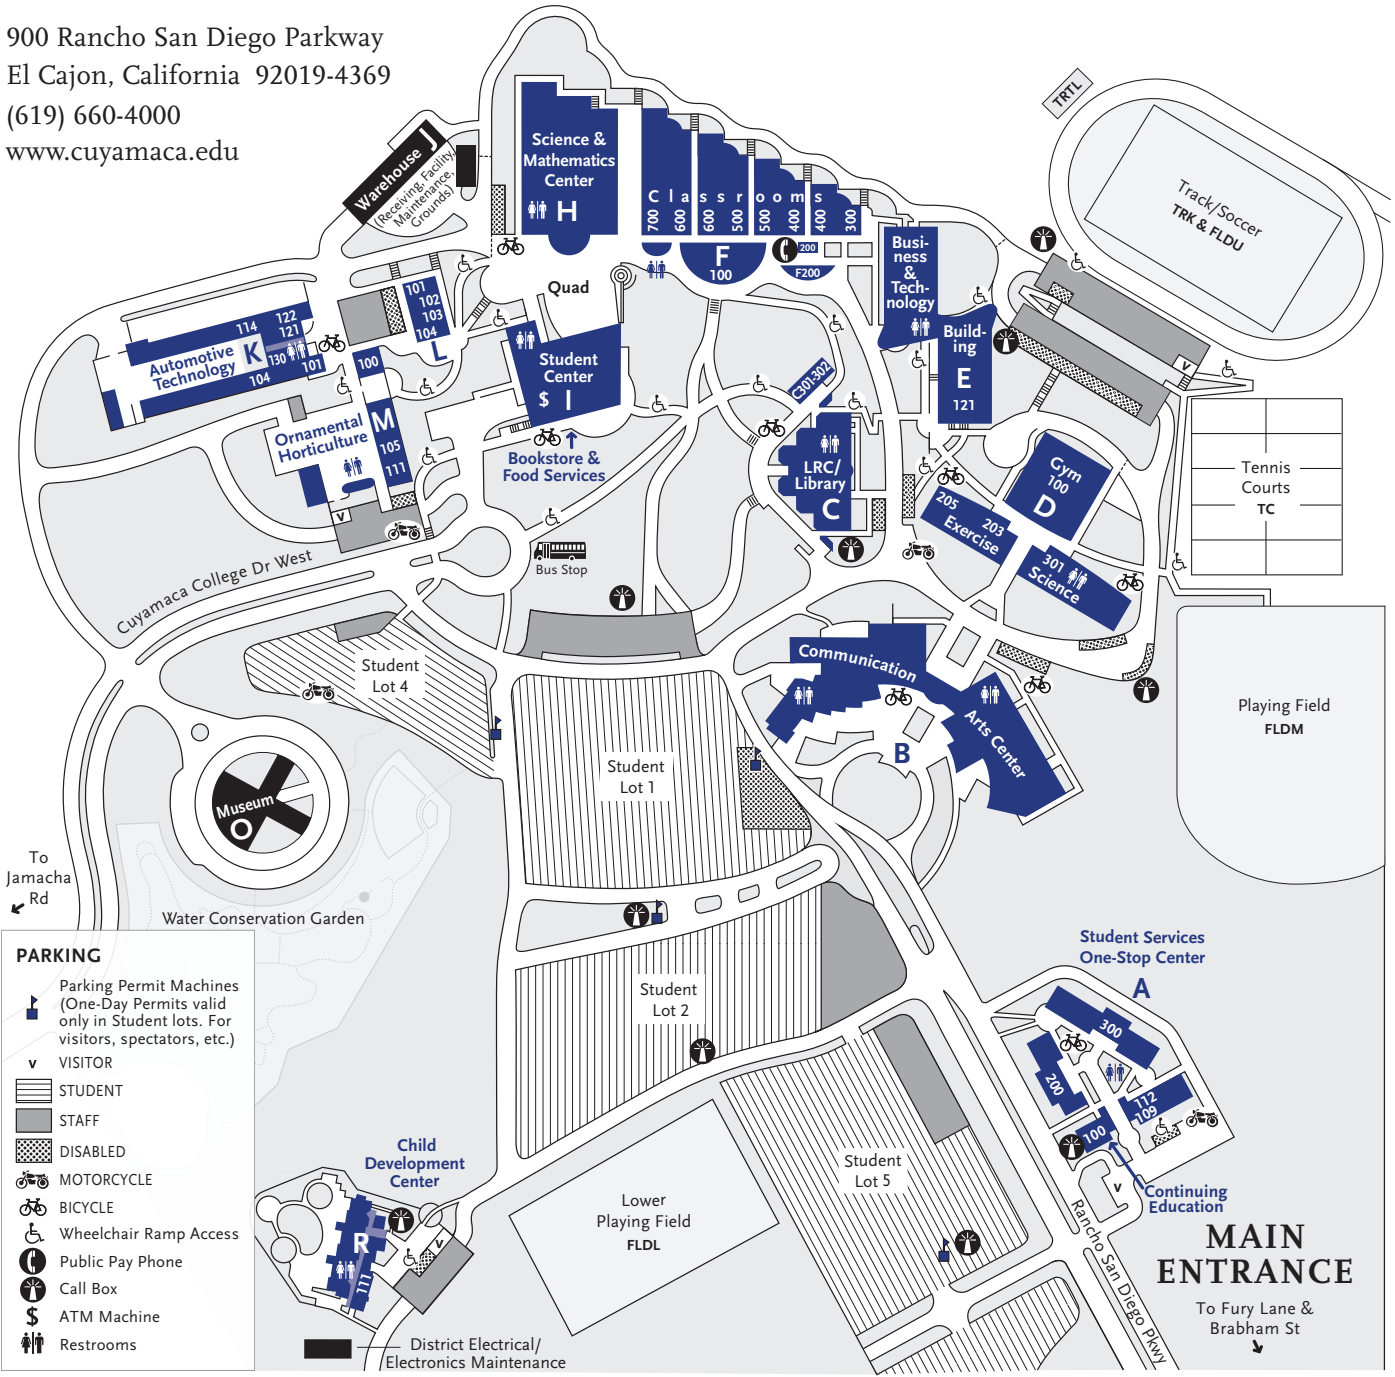 900 Rancho San Diego Parkway
El Cajon, California 92019-4369
(619) 660-4000
www.cuyamaca.edu
Warehouse J
(Receiving, Facility,
Maintenance,
Grounds)
Science &
Mathematics
Center
H
Classrooms
700
600
600
500
500
400
400
300
F
100
200
F200
Quad
TRTL
Track/Soccer
TRK & FLDU
Busi-
ness
&
Tech-
nology
Build-
ing
E
121
V
101
102
103
104
L
114
122
121
Automotive
Technology
K
130
104
101
100
Ornamental
Horticulture
M
105
111
V
Student
Center
$ I
Bookstore &
Food Services
C301-302
LRC/
Library
C
Gym
100
D
205
203
Exercise
301
Science
Tennis
Courts
TC
Bus Stop
Cuyamaca College Dr West
Student
Lot 4
Communication
Arts Center
B
Playing Field
FLDM
Student
Lot 1
Museum
O
To
Jamacha
Rd
Water Conservation Garden
Student
Lot 2
Student Services
One-Stop Center
A
300
200
112
109
100
V
Continuing
Education
Student
Lot 5
Child
Development
Center
R
111
V
Lower
Playing Field
FLDL
Rancho San Diego Pkwy
MAIN
ENTRANCE
To Fury Lane &
Brabham St
District Electrical/
Electronics Maintenance
PARKING
Parking Permit Machines
(One-Day Permits valid
only in Student lots. For
visitors, spectators, etc.)
V VISITOR
STUDENT
STAFF
DISABLED
MOTORCYCLE
BICYCLE
Wheelchair Ramp Access
Public Pay Phone
Call Box
$ ATM Machine
Restrooms